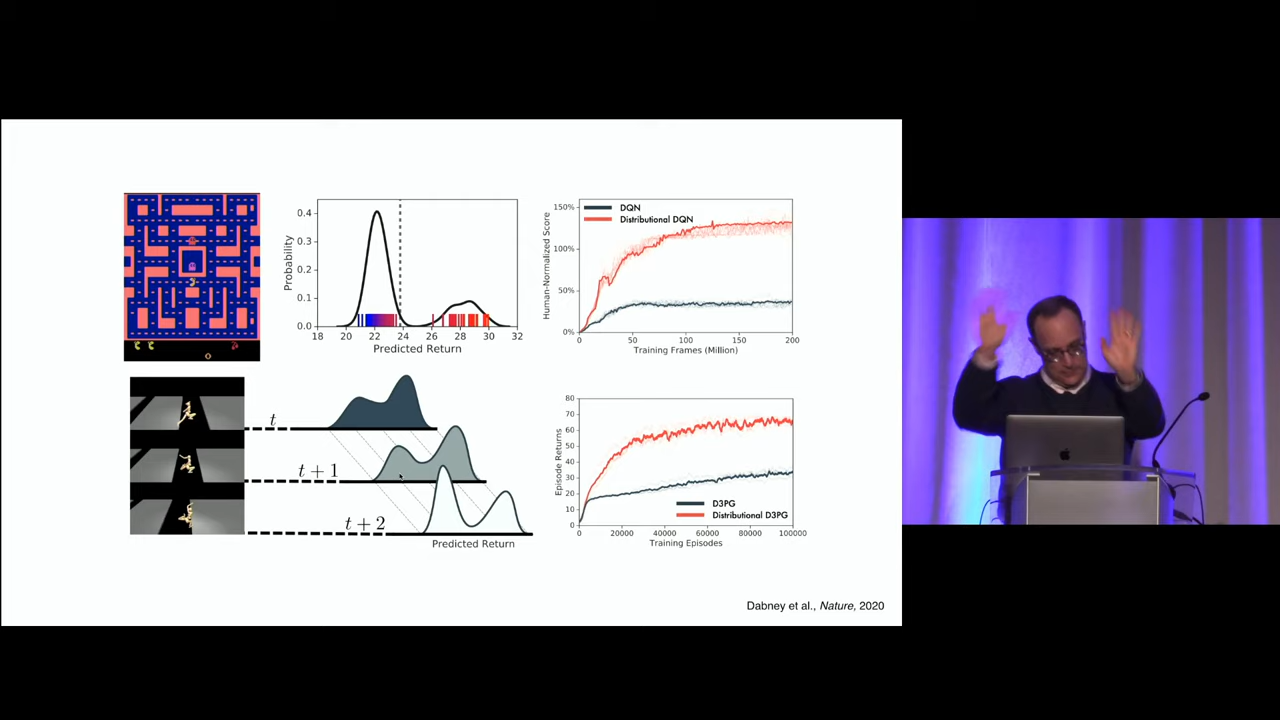 0.4
0.3
0.2
0.1
0.0
Probability
18 20 22 24 26 28 30 32
Predicted Return
150%
100%
50%
0%
Human-Normalized Score
DQN
Distributional DQN
0 50 100 150 200
Training Frames (Million)
t
t + 1
t + 2
Predicted Return
80
70
60
50
40
30
20
10
0
Episode Returns
D3PG
Distributional D3PG
0 20000 40000 60000 80000 100000
Training Episodes
Dabney et al., Nature, 2020